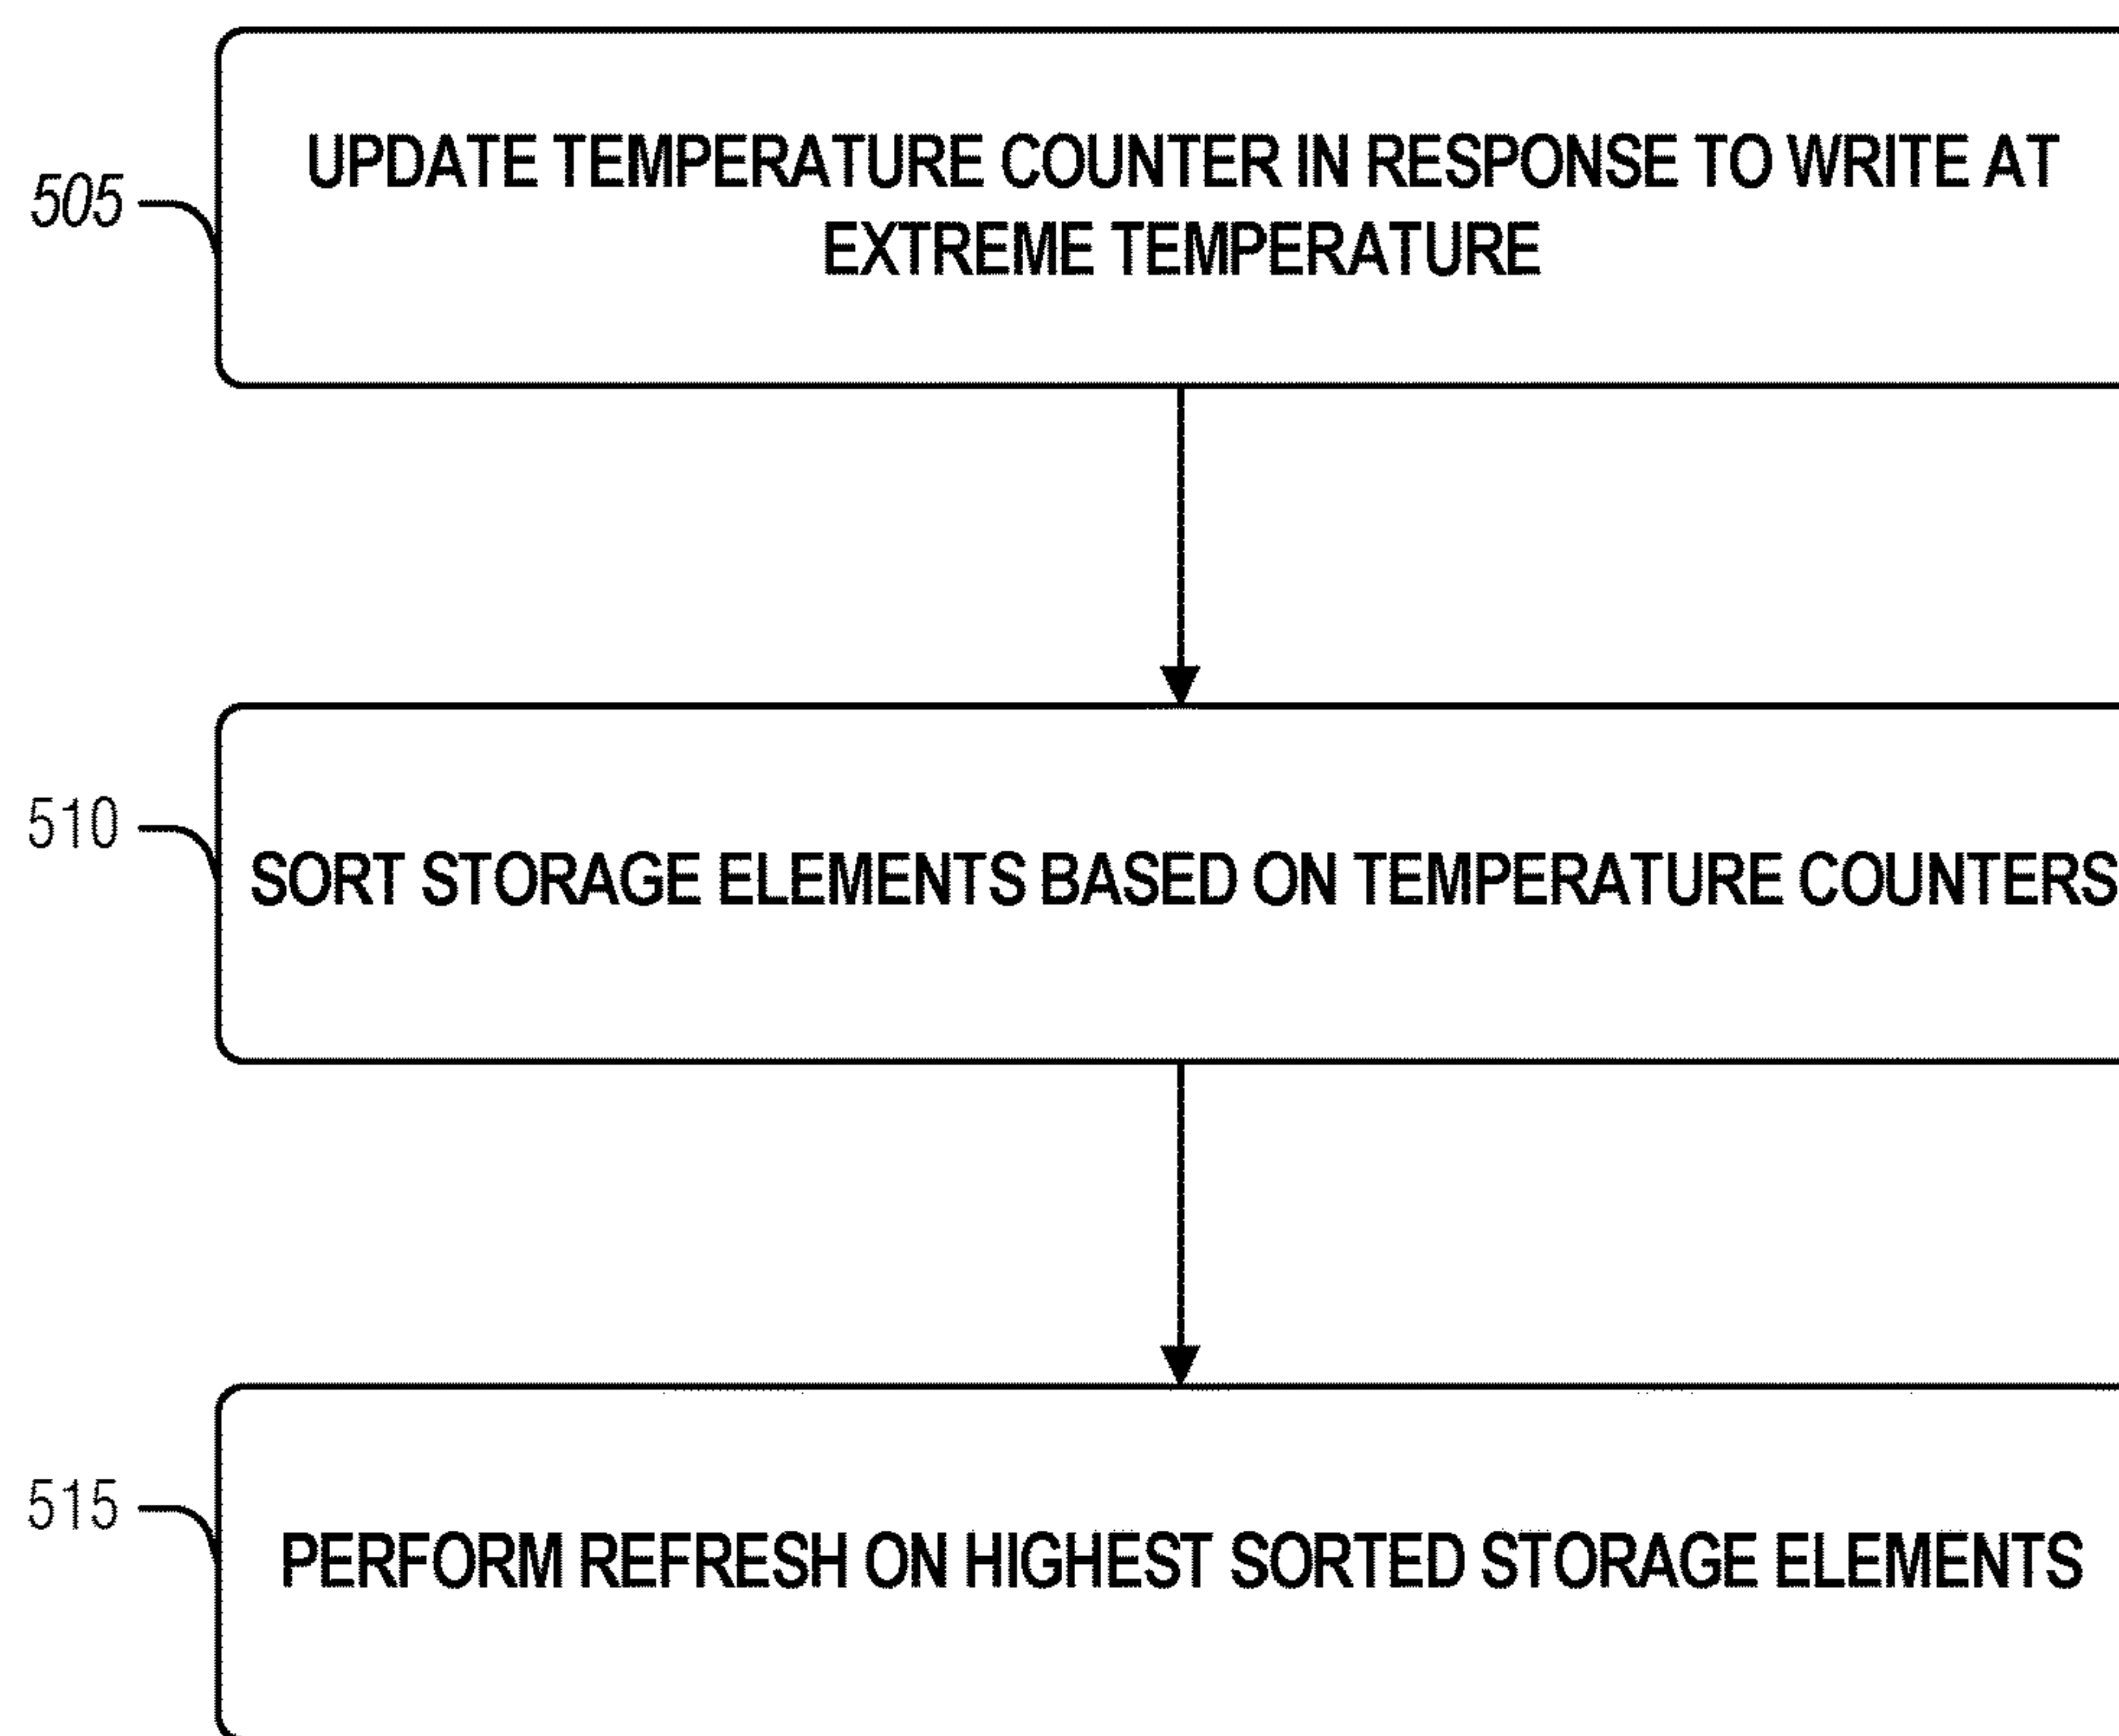 505
UPDATE TEMPERATURE COUNTER IN RESPONSE TO WRITE AT
EXTREME TEMPERATURE
510
SORT STORAGE ELEMENTS BASED ON TEMPERATURE COUNTERS
515
PERFORM REFRESH ON HIGHEST SORTED STORAGE ELEMENTS